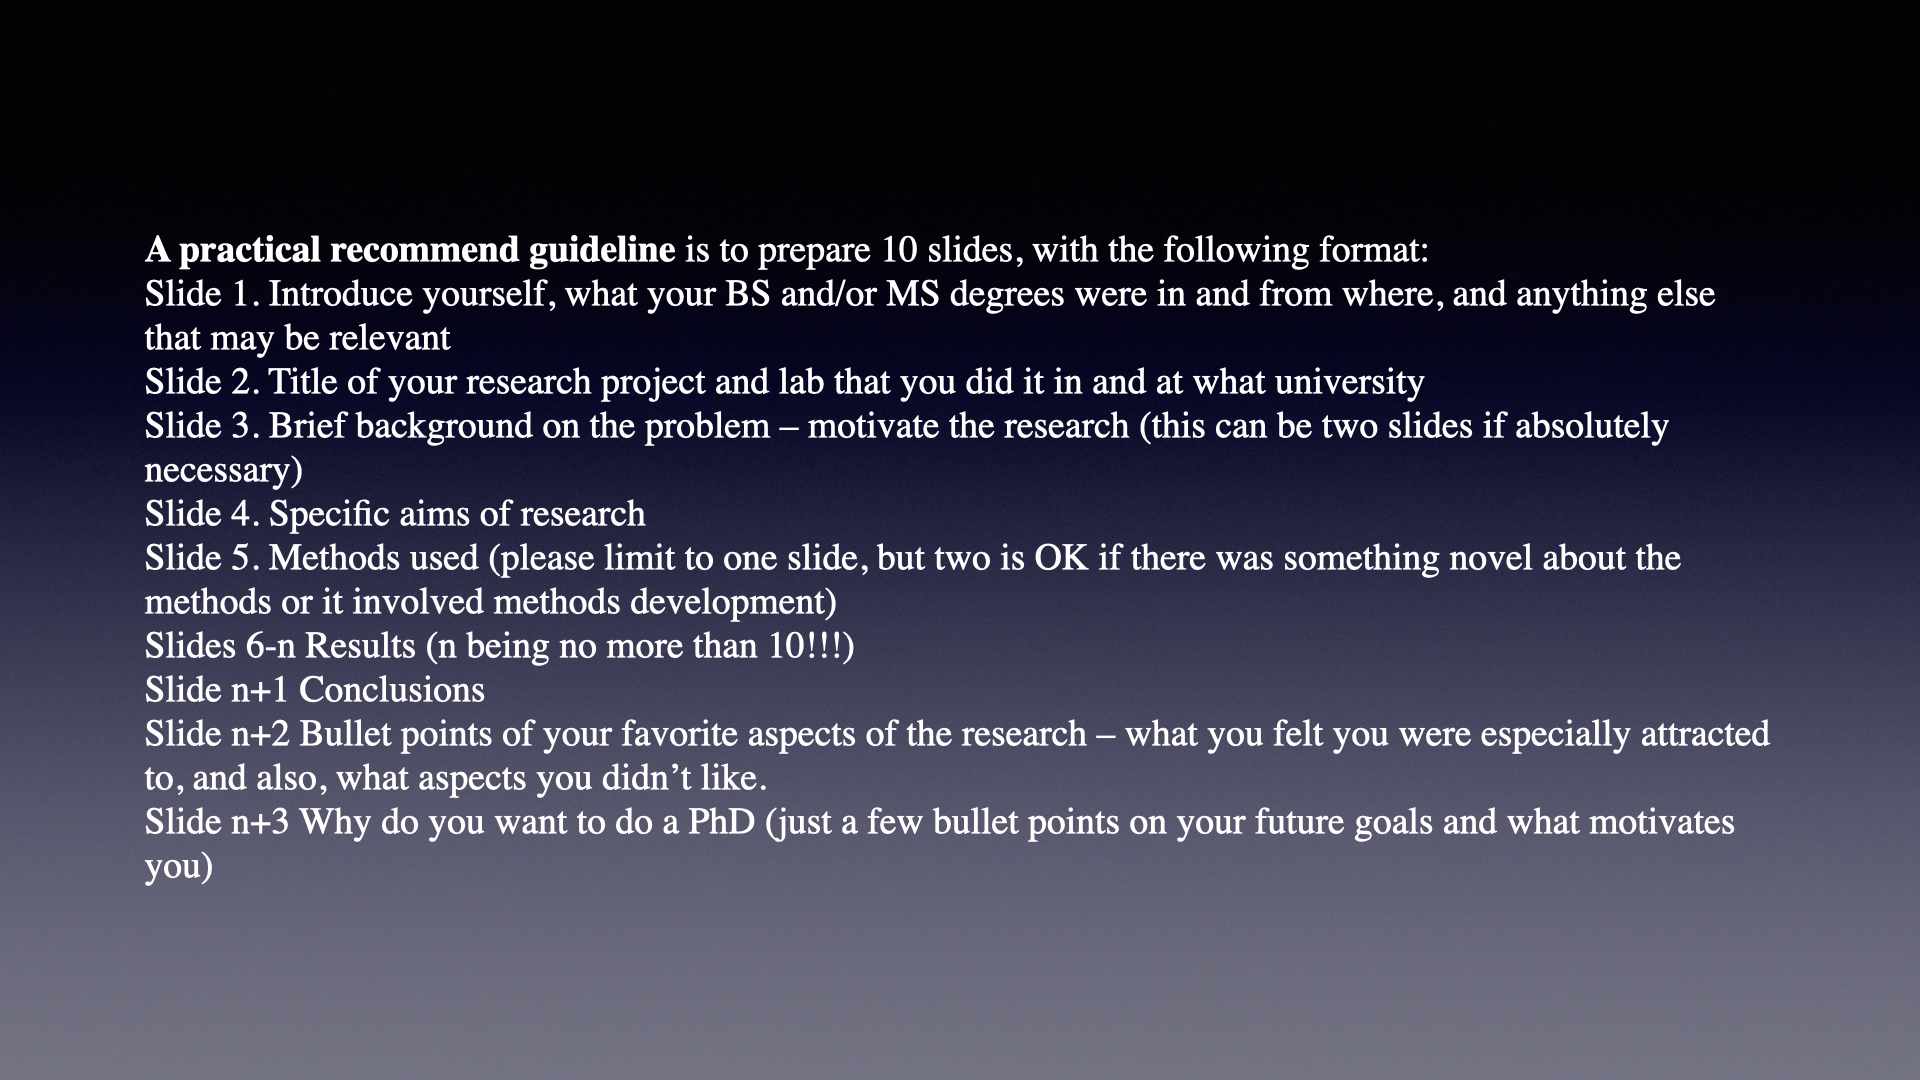 A practical recommend guideline is to prepare 10 slides, with the following format:
Slide 1. Introduce yourself, what your BS and/or MS degrees were in and from where, and anything else
that may be relevant
Slide 2. Title of your research project and lab that you did it in and at what university
Slide 3. Brief background on the problem – motivate the research (this can be two slides if absolutely
necessary)
Slide 4. Specific aims of research
Slide 5. Methods used (please limit to one slide, but two is OK if there was something novel about the
methods or it involved methods development)
Slides 6-n Results (n being no more than 10!!!)
Slide n+1 Conclusions
Slide n+2 Bullet points of your favorite aspects of the research – what you felt you were especially attracted
to, and also, what aspects you didn’t like.
Slide n+3 Why do you want to do a PhD (just a few bullet points on your future goals and what motivates
you)